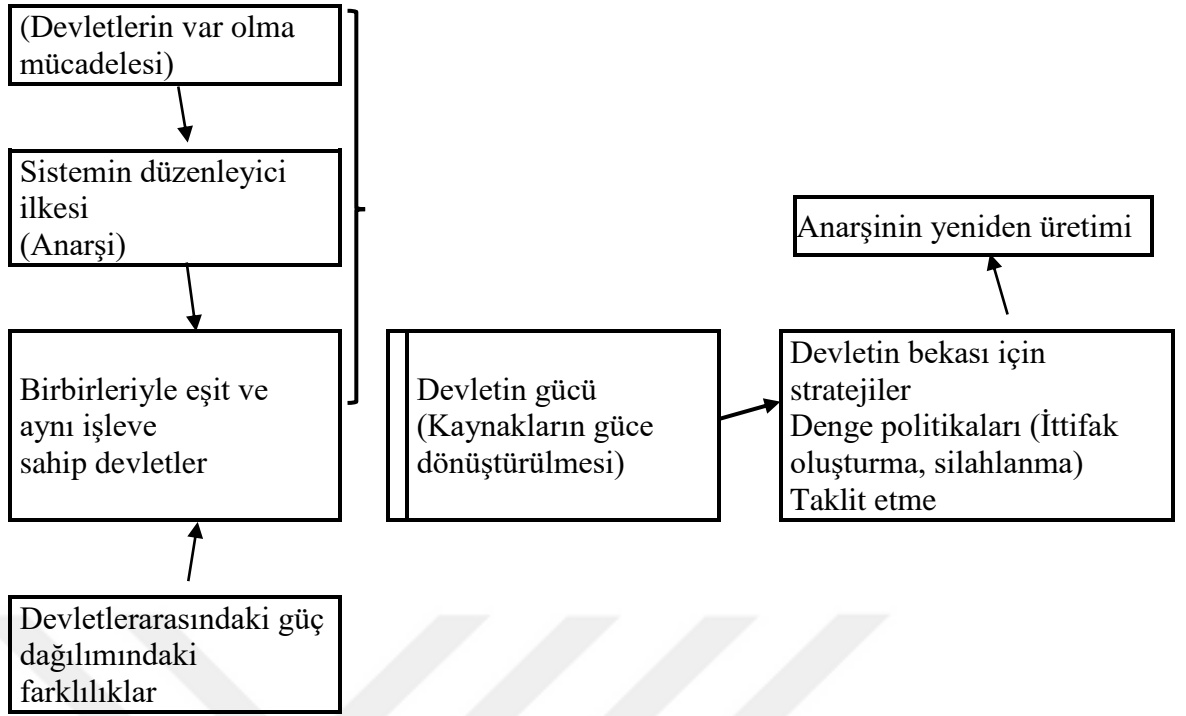 (Devletlerin var olma
mücadelesi)
Sistemin düzenleyici
ilkesi
(Anarşi)
Birbirleriyle eşit ve
aynı işleve
sahip devletler
Devletlerarasındaki güç
dağılımındaki
farklılıklar
Devletin gücü
(Kaynakların güce
dönüştürülmesi)
Devletin bekası için
stratejiler
Denge politikaları (İttifak
oluşturma, silahlanma)
Taklit etme
Anarşinin yeniden üretimi